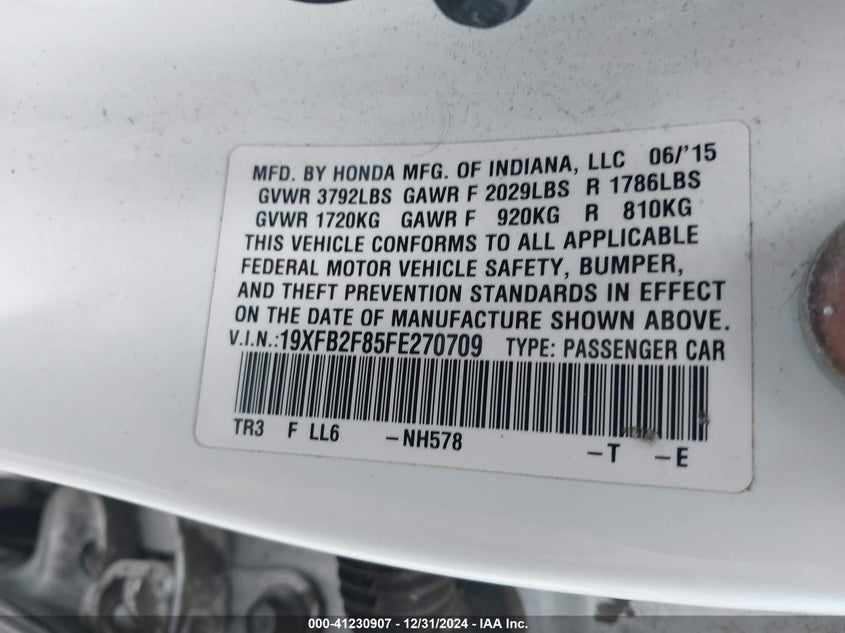 MFD. BY HONDA MFG. OF INDIANA, LLC 06/'15
GVWR 3792LBS GAWR F 2029LBS R 1786LBS
GVWR 1720KG GAWR F 920KG R 810KG
THIS VEHICLE CONFORMS TO ALL APPLICABLE
FEDERAL MOTOR VEHICLE SAFETY, BUMPER,
AND THEFT PREVENTION STANDARDS IN EFFECT
ON THE DATE OF MANUFACTURE SHOWN ABOVE.
V.I.N.:19XFB2F85FE270709 TYPE: PASSENGER CAR
TR3 F LL6 -NH578 -T -E
000-41230907 - 12/31/2024 - IAA Inc.